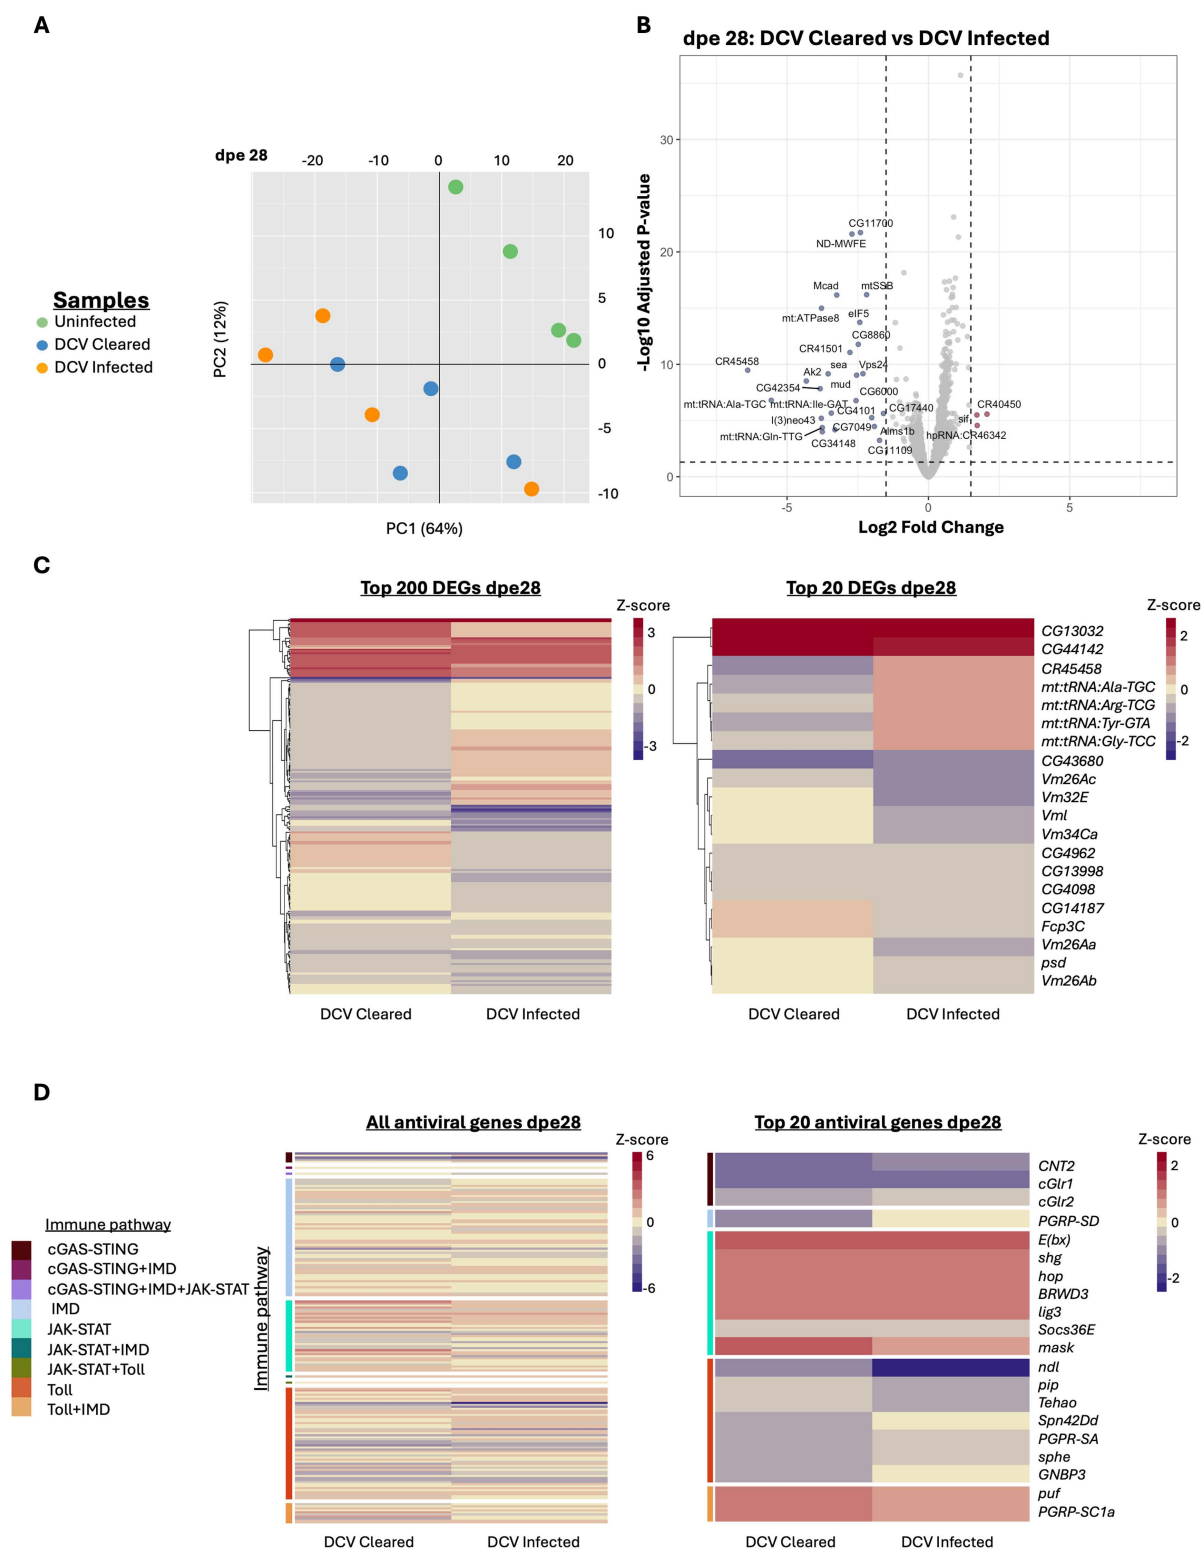 A
dpe 28
-20 -10 0 10 20
10
5
0
-5
-10
PC2 (12%)
PC1 (64%)
Samples
Uninfected
DCV Cleared
DCV Infected
B
dpe 28: DCV Cleared vs DCV Infected
-Log10 Adjusted P-value
30
20
10
0
CG11700
ND-MWFE
Mcad
mtSSB
mt:ATPase8
eIF5
CG8860
CR41501
CR45458
sea
Vps24
Ak2
mud
CG42354
CG6000
mt:tRNA:Ala-TGC
mt:tRNA:Ile-GAT
CG4101
CG17440
CR40450
l(3)neo43
sif
CG7049
Alms1b
hpRNA:CR46342
mt:tRNA:Gln-TTG
CG34148
CG11109
-5 0 5
Log2 Fold Change
C
Top 200 DEGs dpe28
Z-score
3
0
-3
DCV Cleared DCV Infected
Top 20 DEGs dpe28
Z-score
2
0
-2
CG13032
CG44142
CR45458
mt:tRNA:Ala-TGC
mt:tRNA:Arg-TCG
mt:tRNA:Tyr-GTA
mt:tRNA:Gly-TCC
CG43680
Vm26Ac
Vm32E
Vml
Vm34Ca
CG4962
CG13998
CG4098
CG14187
Fcp3C
Vm26Aa
psd
Vm26Ab
DCV Cleared DCV Infected
D
All antiviral genes dpe28
Z-score
6
0
-6
Immune pathway
cGAS-STING
cGAS-STING+IMD
cGAS-STING+IMD+JAK-STAT
IMD
JAK-STAT
JAK-STAT+IMD
JAK-STAT+Toll
Toll
Toll+IMD
Immune pathway
DCV Cleared DCV Infected
Top 20 antiviral genes dpe28
Z-score
2
0
-2
CNT2
cGlr1
cGlr2
PGRP-SD
E(bx)
shg
hop
BRWD3
lig3
Socs36E
mask
ndl
pip
Tehao
Spn42Dd
PGPR-SA
sphe
GNBP3
puf
PGRP-SC1a
DCV Cleared DCV Infected